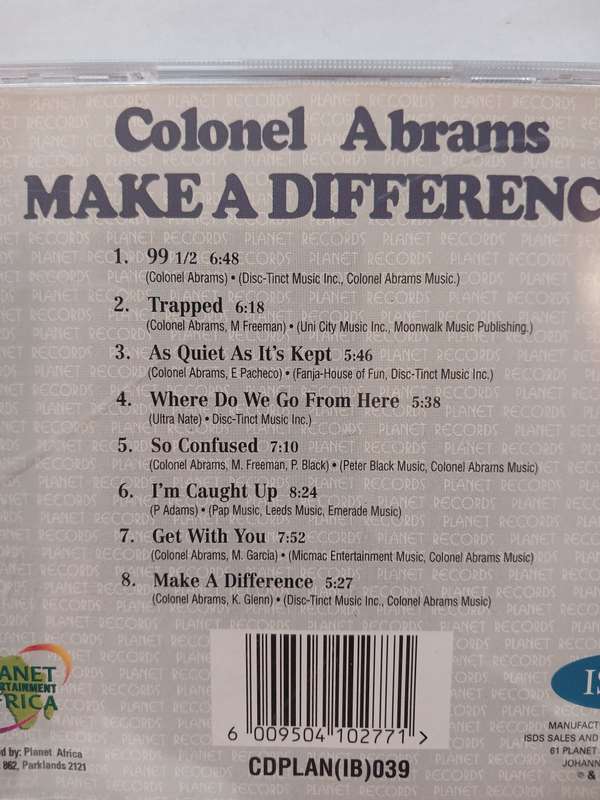 Colonel Abrams
MAKE A DIFFERENC
1. 99 1/2 6:48
(Colonel Abrams) • (Disc-Tinct Music Inc., Colonel Abrams Music.)
2. Trapped 6:18
(Colonel Abrams, M Freeman) • (Uni City Music Inc., Moonwalk Music Publishing.)
3. As Quiet As It's Kept 5:46
(Colonel Abrams, E Pacheco) • (Fanja-House of Fun, Disc-Tinct Music Inc.)
4. Where Do We Go From Here 5:38
(Ultra Nate) • Disc-Tinct Music Inc.)
5. So Confused 7:10
(Colonel Abrams, M. Freeman, P. Black) • (Peter Black Music, Colonel Abrams Music)
6. I'm Caught Up 8:24
(P Adams) • (Pap Music, Leeds Music, Emerade Music)
7. Get With You 7:52
(Colonel Abrams, M. Garcia) • (Micmac Entertainment Music, Colonel Abrams Music)
8. Make A Difference 5:27
(Colonel Abrams, K. Glenn) • (Disc-Tinct Music Inc., Colonel Abrams Music)
ANET
RTAINMENT
RICA
ed by: Planet Africa
862, Parklands 2121
6 009504 102771 >
CDPLAN(IB)039
IS
MANUFACT
ISDS SALES AND
61 PLANET
JOHANN
℗ &
PLANET RECORDS